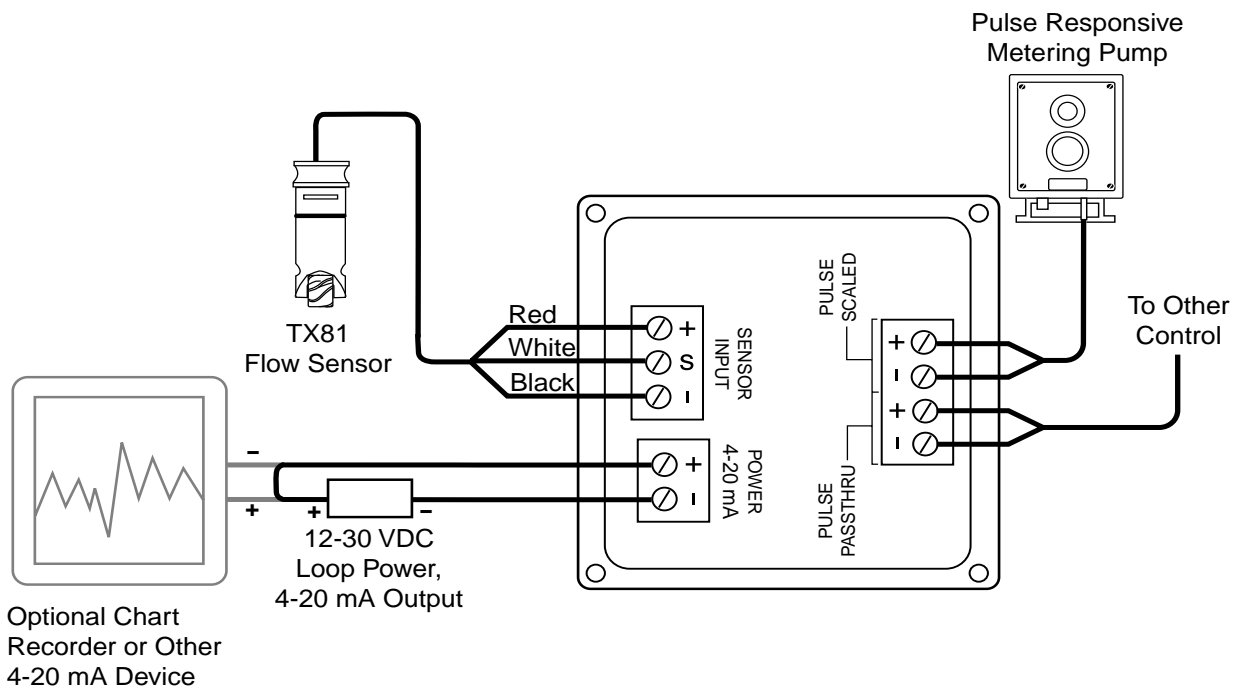 Pulse Responsive
Metering Pump
TX81
Flow Sensor
Red
White
Black
+
S
-
SENSOR
INPUT
PULSE
SCALED
+
-
+
-
PULSE
PASSTHRU
To Other
Control
-
+
+
-
+
-
POWER
4-20 mA
12-30 VDC
Loop Power,
4-20 mA Output
Optional Chart
Recorder or Other
4-20 mA Device